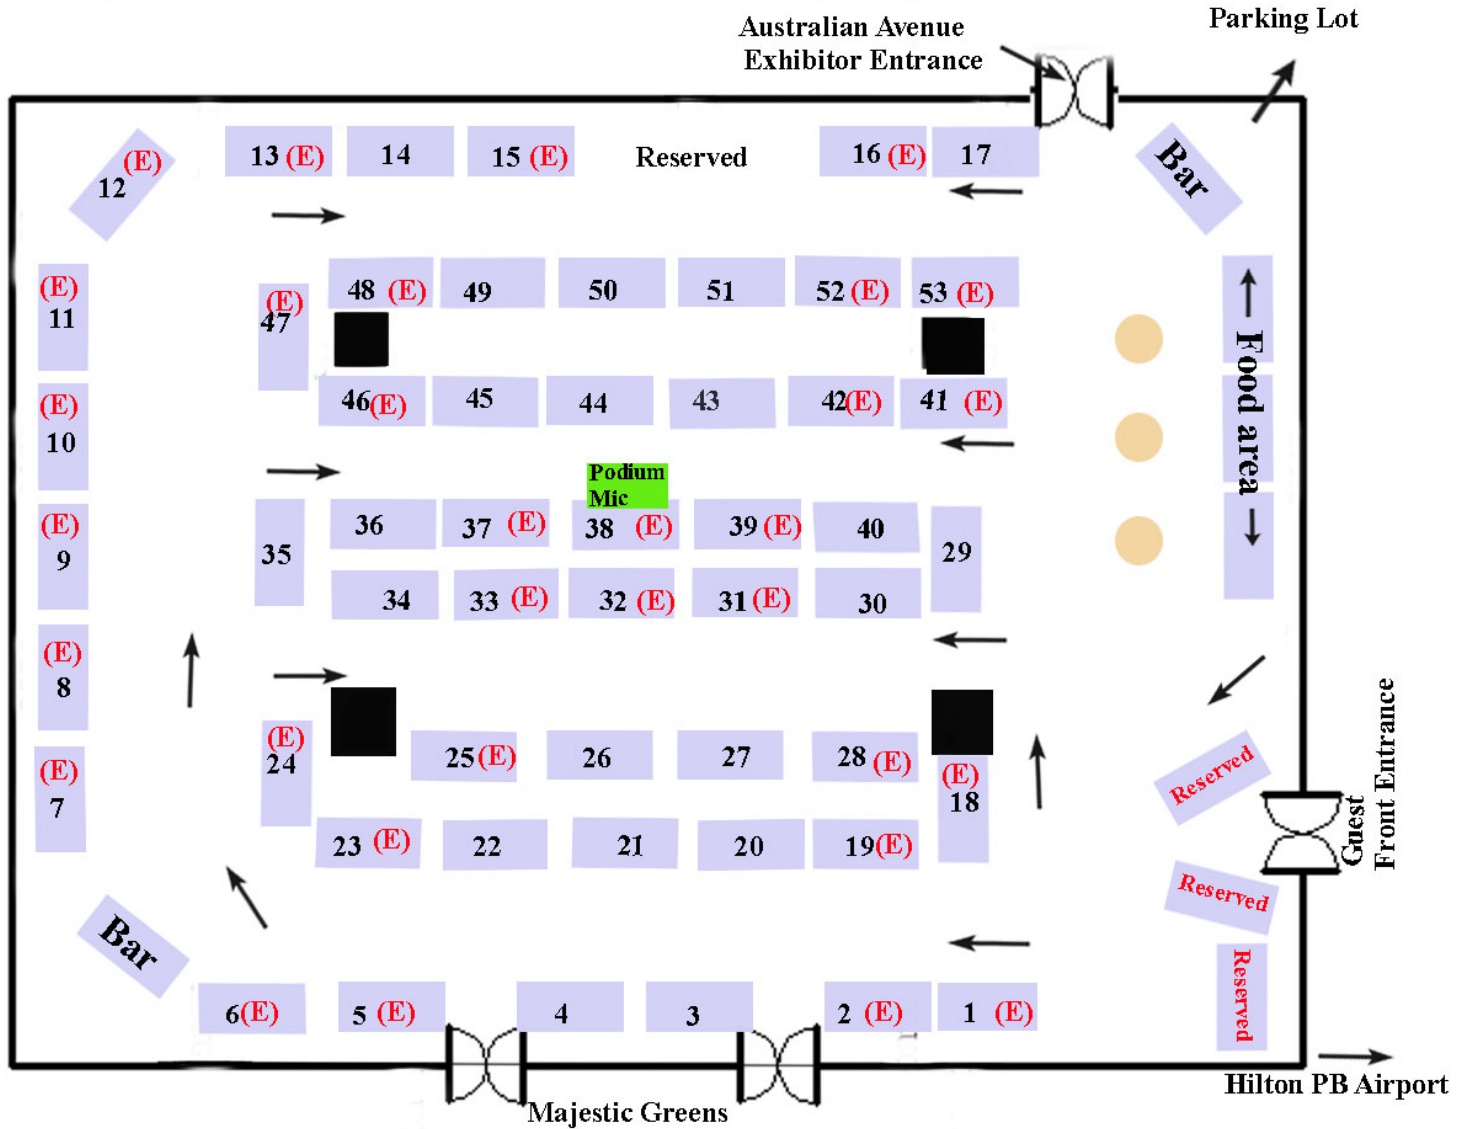 Parking Lot
Australian Avenue
Exhibitor Entrance
12 (E)
13 (E)
14
15 (E)
Reserved
16 (E)
17
Bar
11 (E)
47 (E)
48 (E)
49
50
51
52 (E)
53 (E)
Food area
10 (E)
46 (E)
45
44
43
42 (E)
41 (E)
Podium
Mic
9 (E)
35
36
37 (E)
38 (E)
39 (E)
40
29
34
33 (E)
32 (E)
31 (E)
30
8 (E)
24 (E)
25 (E)
26
27
28 (E)
18 (E)
Reserved
7 (E)
23 (E)
22
21
20
19 (E)
Guest
Front Entrance
Reserved
Bar
Reserved
6 (E)
5 (E)
4
3
2 (E)
1 (E)
Hilton PB Airport
Majestic Greens